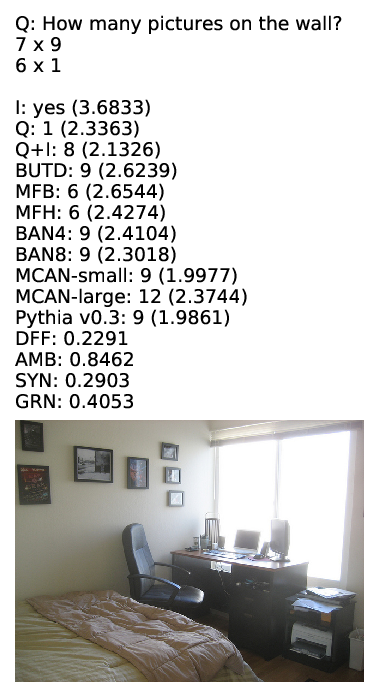 Q: How many pictures on the wall?
7 x 9
6 x 1
I: yes (3.6833)
Q: 1 (2.3363)
Q+I: 8 (2.1326)
BUTD: 9 (2.6239)
MFB: 6 (2.6544)
MFH: 6 (2.4274)
BAN4: 9 (2.4104)
BAN8: 9 (2.3018)
MCAN-small: 9 (1.9977)
MCAN-large: 12 (2.3744)
Pythia v0.3: 9 (1.9861)
DFF: 0.2291
AMB: 0.8462
SYN: 0.2903
GRN: 0.4053